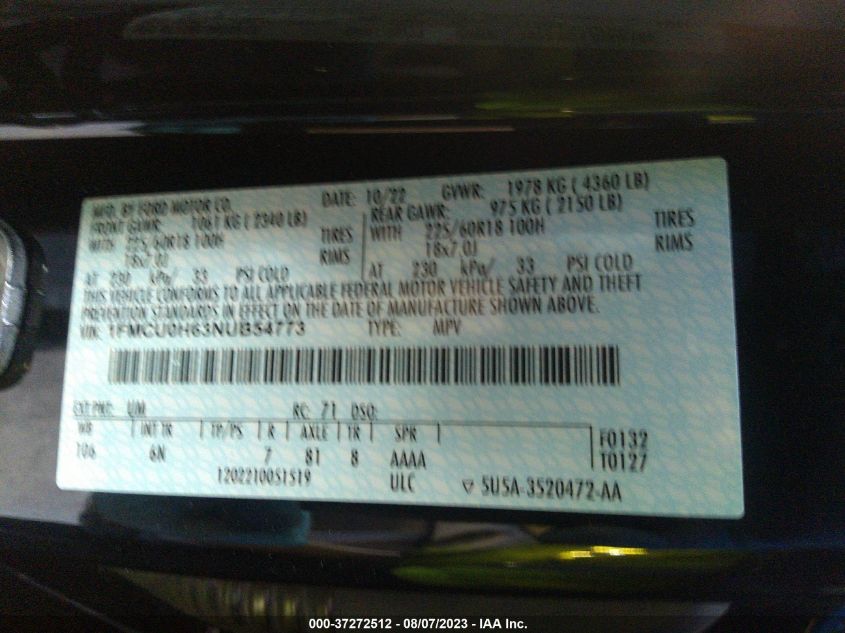 MFD. BY FORD MOTOR CO.
DATE: 10/22
GVWR: 1978 KG ( 4360 LB)
FRONT GAWR: 1061 KG ( 2340 LB)
REAR GAWR: 975 KG ( 2150 LB)
WITH 225/60R18 100H TIRES
WITH 225/60R18 100H TIRES
18x7.0J RIMS
18x7.0J RIMS
AT 230 kPa/ 33 PSI COLD
AT 230 kPa/ 33 PSI COLD
THIS VEHICLE CONFORMS TO ALL APPLICABLE FEDERAL MOTOR VEHICLE SAFETY AND THEFT
PREVENTION STANDARDS IN EFFECT ON THE DATE OF MANUFACTURE SHOWN ABOVE.
VIN: 1FMCU0H63NUB54773 TYPE: MPV
EXT PNT: UM RC: 71 DSO:
WB INT TR TP/PS R AXLE TR SPR
106 6N 7 81 8 AAAA
F0132
T0127
1202210051519 ULC 5U5A-3520472-AA
000-37272512 - 08/07/2023 - IAA Inc.